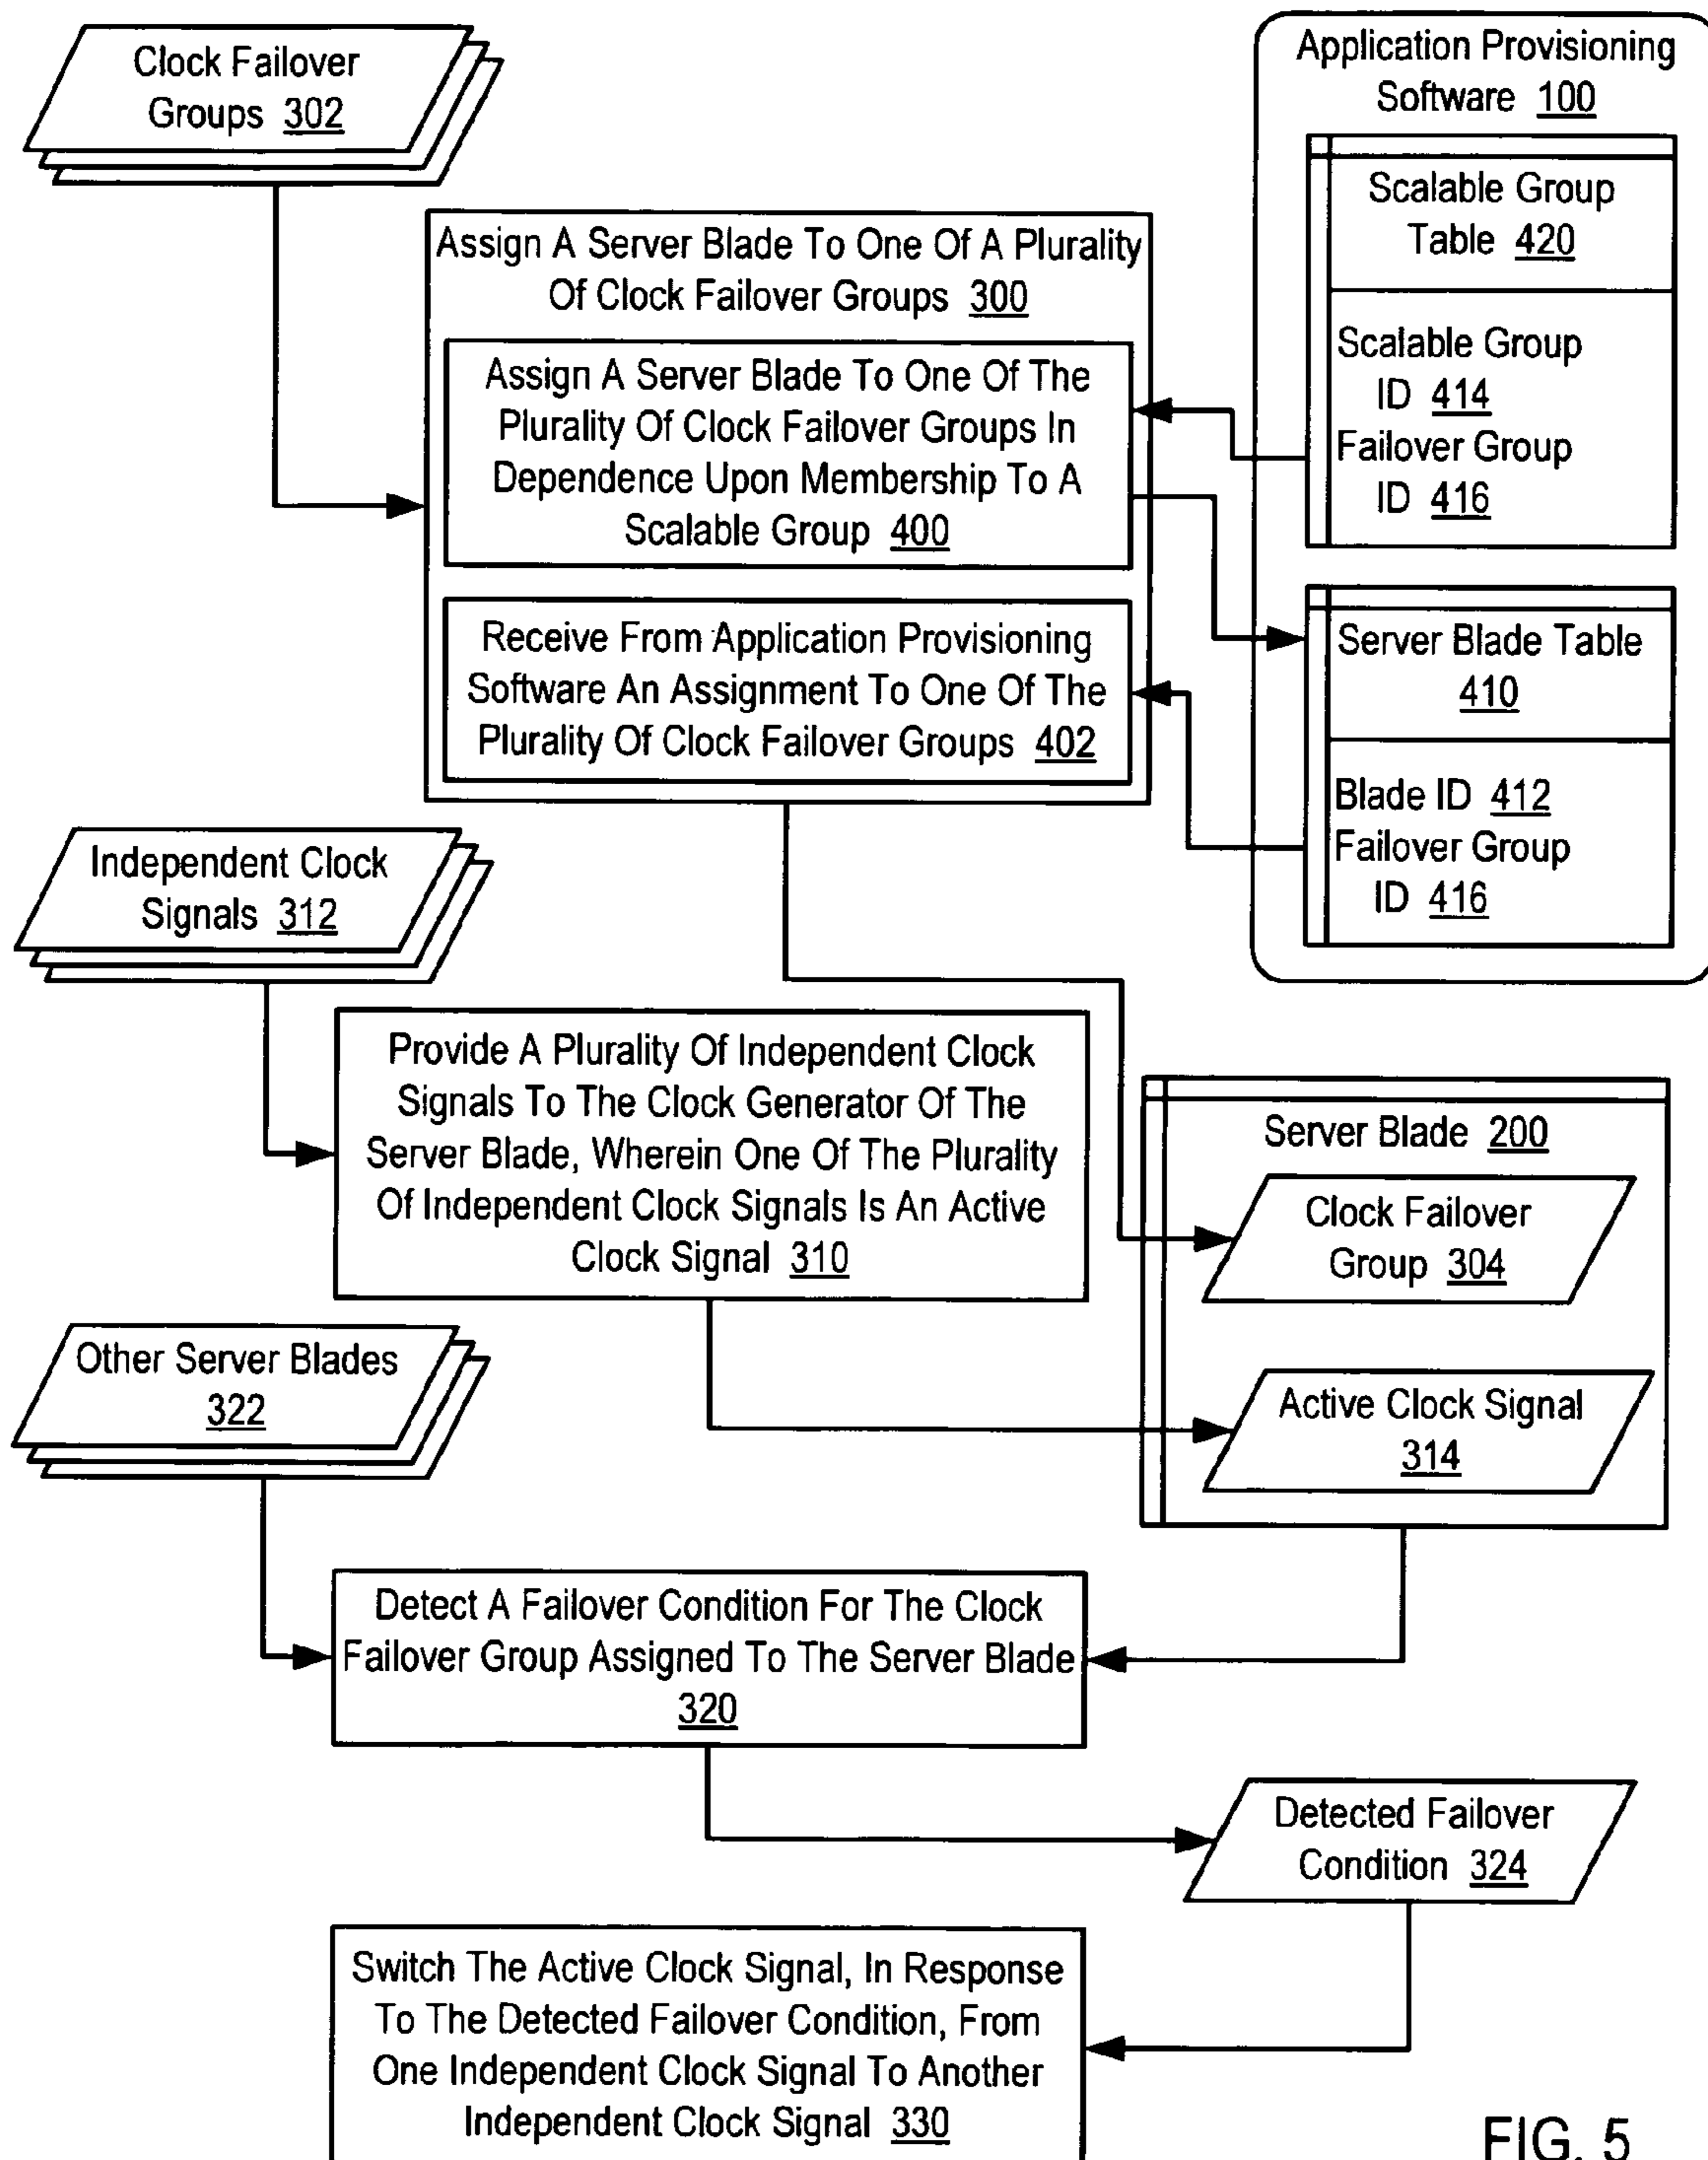 Clock Failover
Groups 302
Application Provisioning
Software 100
Scalable Group
Table 420
Scalable Group
ID 414
Failover Group
ID 416
Assign A Server Blade To One Of A Plurality
Of Clock Failover Groups 300
Assign A Server Blade To One Of The
Plurality Of Clock Failover Groups In
Dependence Upon Membership To A
Scalable Group 400
Receive From Application Provisioning
Software An Assignment To One Of The
Plurality Of Clock Failover Groups 402
Server Blade Table
410
Blade ID 412
Failover Group
ID 416
Independent Clock
Signals 312
Provide A Plurality Of Independent Clock
Signals To The Clock Generator Of The
Server Blade, Wherein One Of The Plurality
Of Independent Clock Signals Is An Active
Clock Signal 310
Server Blade 200
Clock Failover
Group 304
Active Clock Signal
314
Other Server Blades
322
Detect A Failover Condition For The Clock
Failover Group Assigned To The Server Blade
320
Detected Failover
Condition 324
Switch The Active Clock Signal, In Response
To The Detected Failover Condition, From
One Independent Clock Signal To Another
Independent Clock Signal 330
FIG. 5